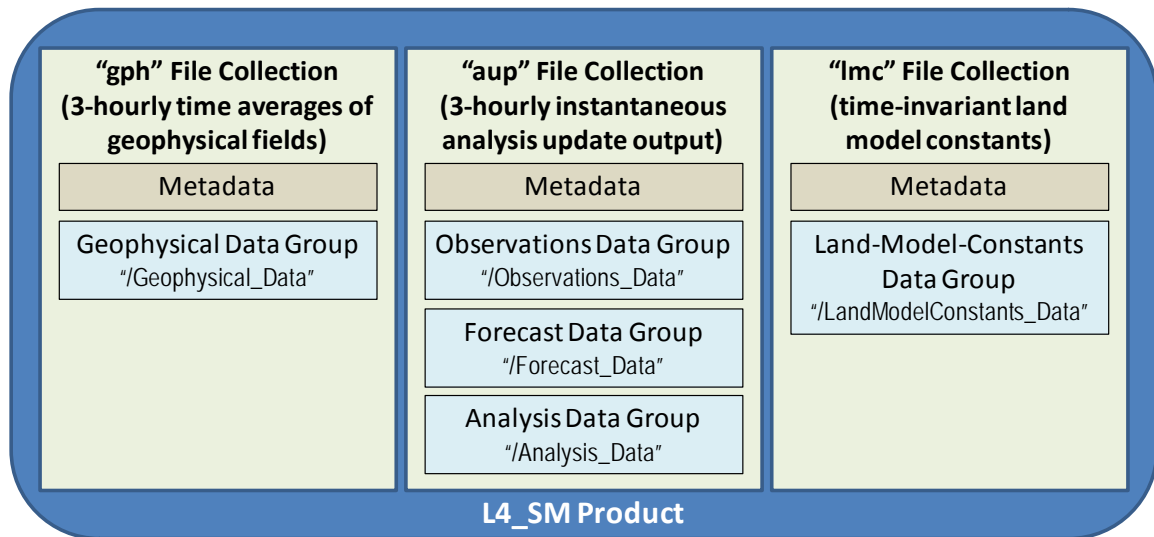 “gph” File Collection
(3-hourly time averages of
geophysical fields)
Metadata
Geophysical Data Group
“/Geophysical_Data”
“aup” File Collection
(3-hourly instantaneous
analysis update output)
Metadata
Observations Data Group
“/Observations_Data”
Forecast Data Group
“/Forecast_Data”
Analysis Data Group
“/Analysis_Data”
“lmc” File Collection
(time-invariant land
model constants)
Metadata
Land-Model-Constants
Data Group
“/LandModelConstants_Data”
L4_SM Product